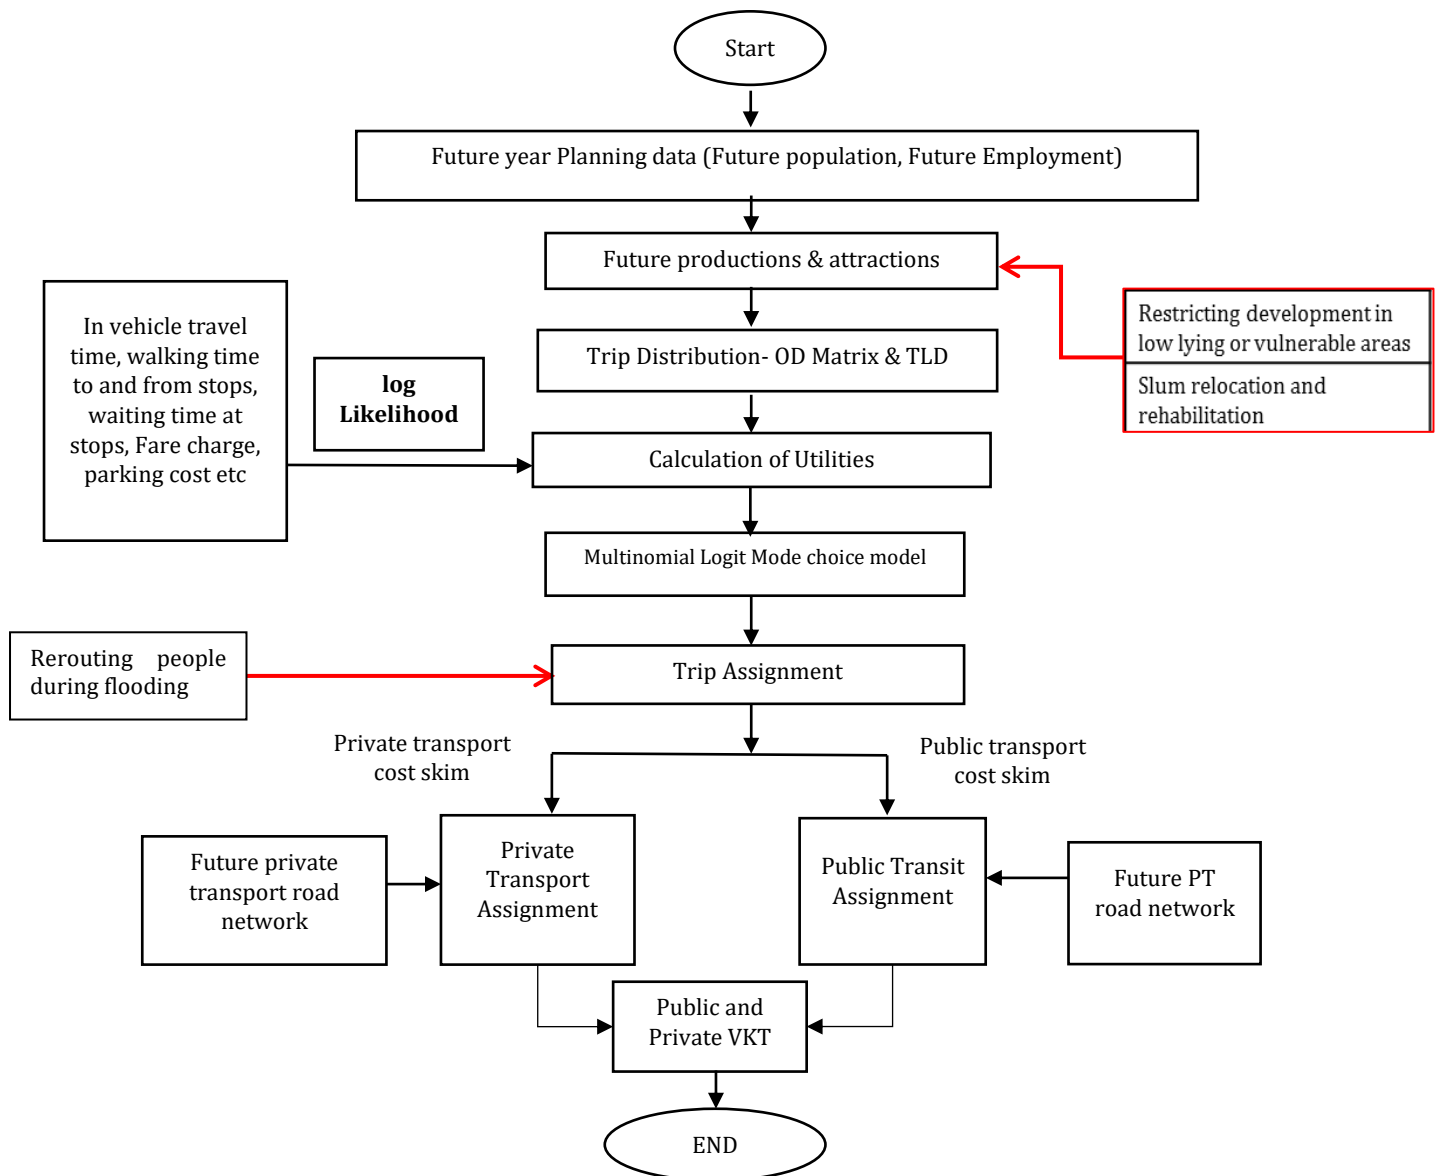 Start
Future year Planning data (Future population, Future Employment)
Future productions & attractions
Restricting development in
low lying or vulnerable areas
Slum relocation and
rehabilitation
In vehicle travel
time, walking time
to and from stops,
waiting time at
stops, Fare charge,
parking cost etc
log
Likelihood
Trip Distribution- OD Matrix & TLD
Calculation of Utilities
Multinomial Logit Mode choice model
Rerouting people
during flooding
Trip Assignment
Private transport
cost skim
Public transport
cost skim
Future private
transport road
network
Private
Transport
Assignment
Public Transit
Assignment
Future PT
road network
Public and
Private VKT
END